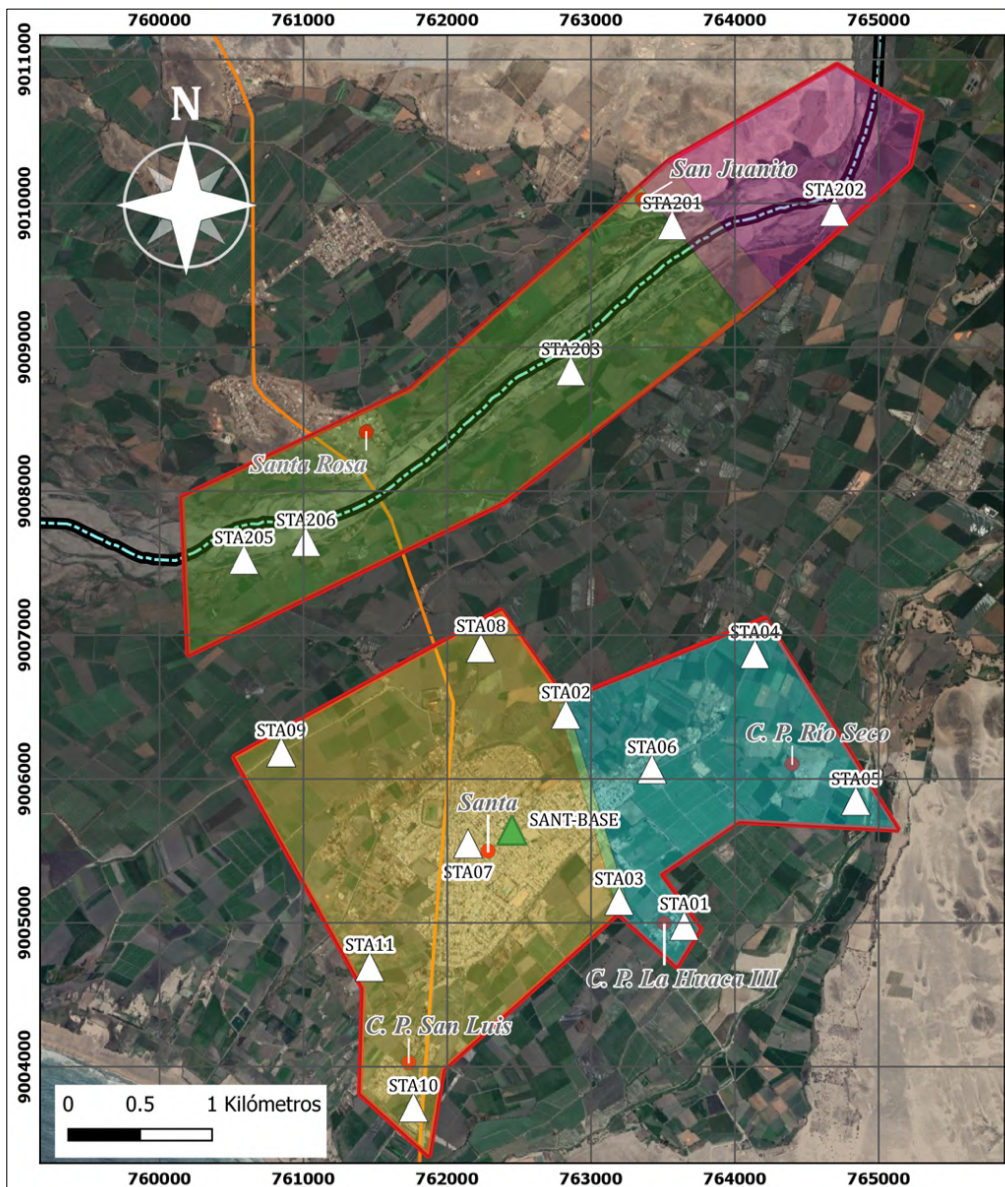 760000 761000 762000 763000 764000 765000
9011000
N
San Juanito
9010000
STA201
STA202
9009000
STA203
Santa Rosa
9008000
STA206
STA205
9007000
STA08
STA04
STA02
STA09
C. P. Río Seco
STA06
9006000
STA05
Santa
SANT-BASE
STA07
STA03
STA01
9005000
STA11
C. P. La Huaca III
C. P. San Luis
9004000
STA10
0 0.5 1 Kilómetros
760000 761000 762000 763000 764000 765000